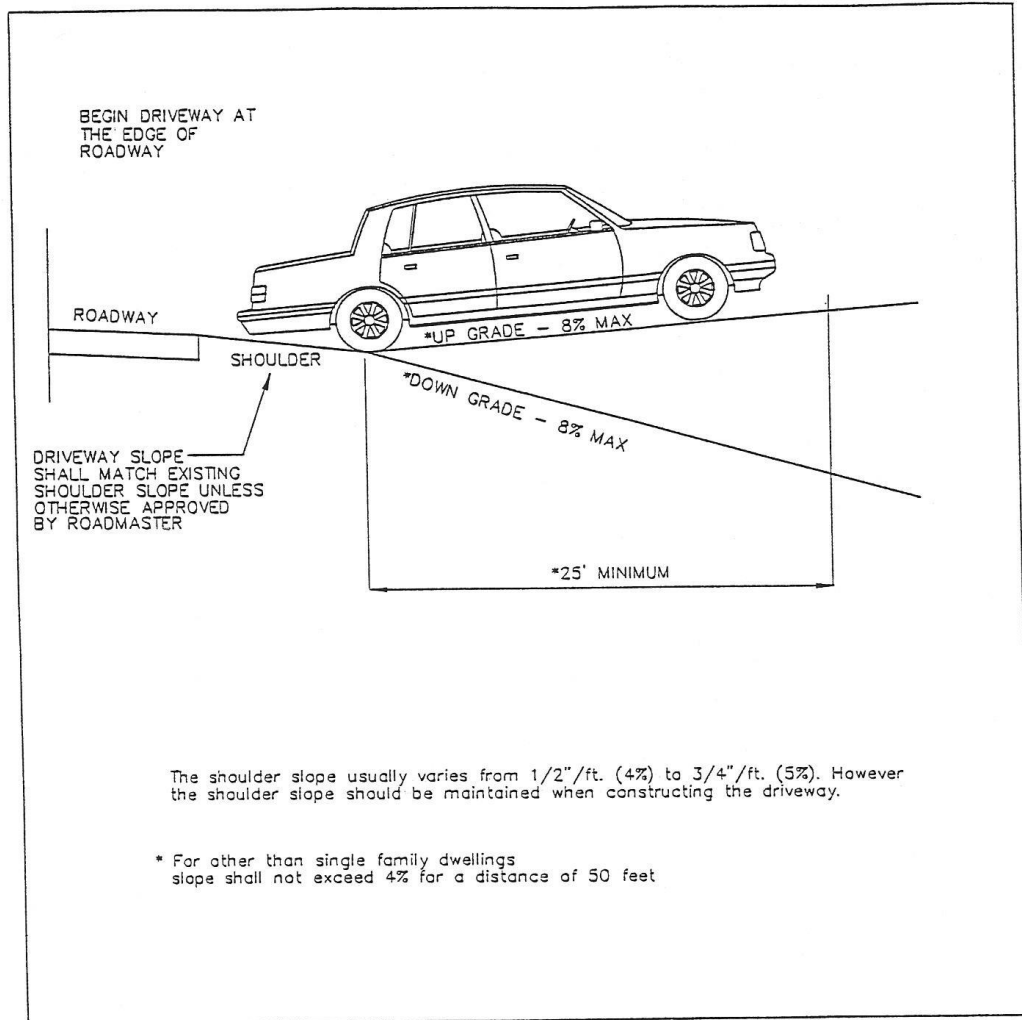 BEGIN DRIVEWAY AT
THE EDGE OF
ROADWAY
ROADWAY
SHOULDER
*UP GRADE - 8% MAX
*DOWN GRADE - 8% MAX
DRIVEWAY SLOPE
SHALL MATCH EXISTING
SHOULDER SLOPE UNLESS
OTHERWISE APPROVED
BY ROADMASTER
*25' MINIMUM
The shoulder slope usually varies from 1/2"/ft. (4%) to 3/4"/ft. (5%). However
the shoulder slope should be maintained when constructing the driveway.
* For other than single family dwellings
slope shall not exceed 4% for a distance of 50 feet